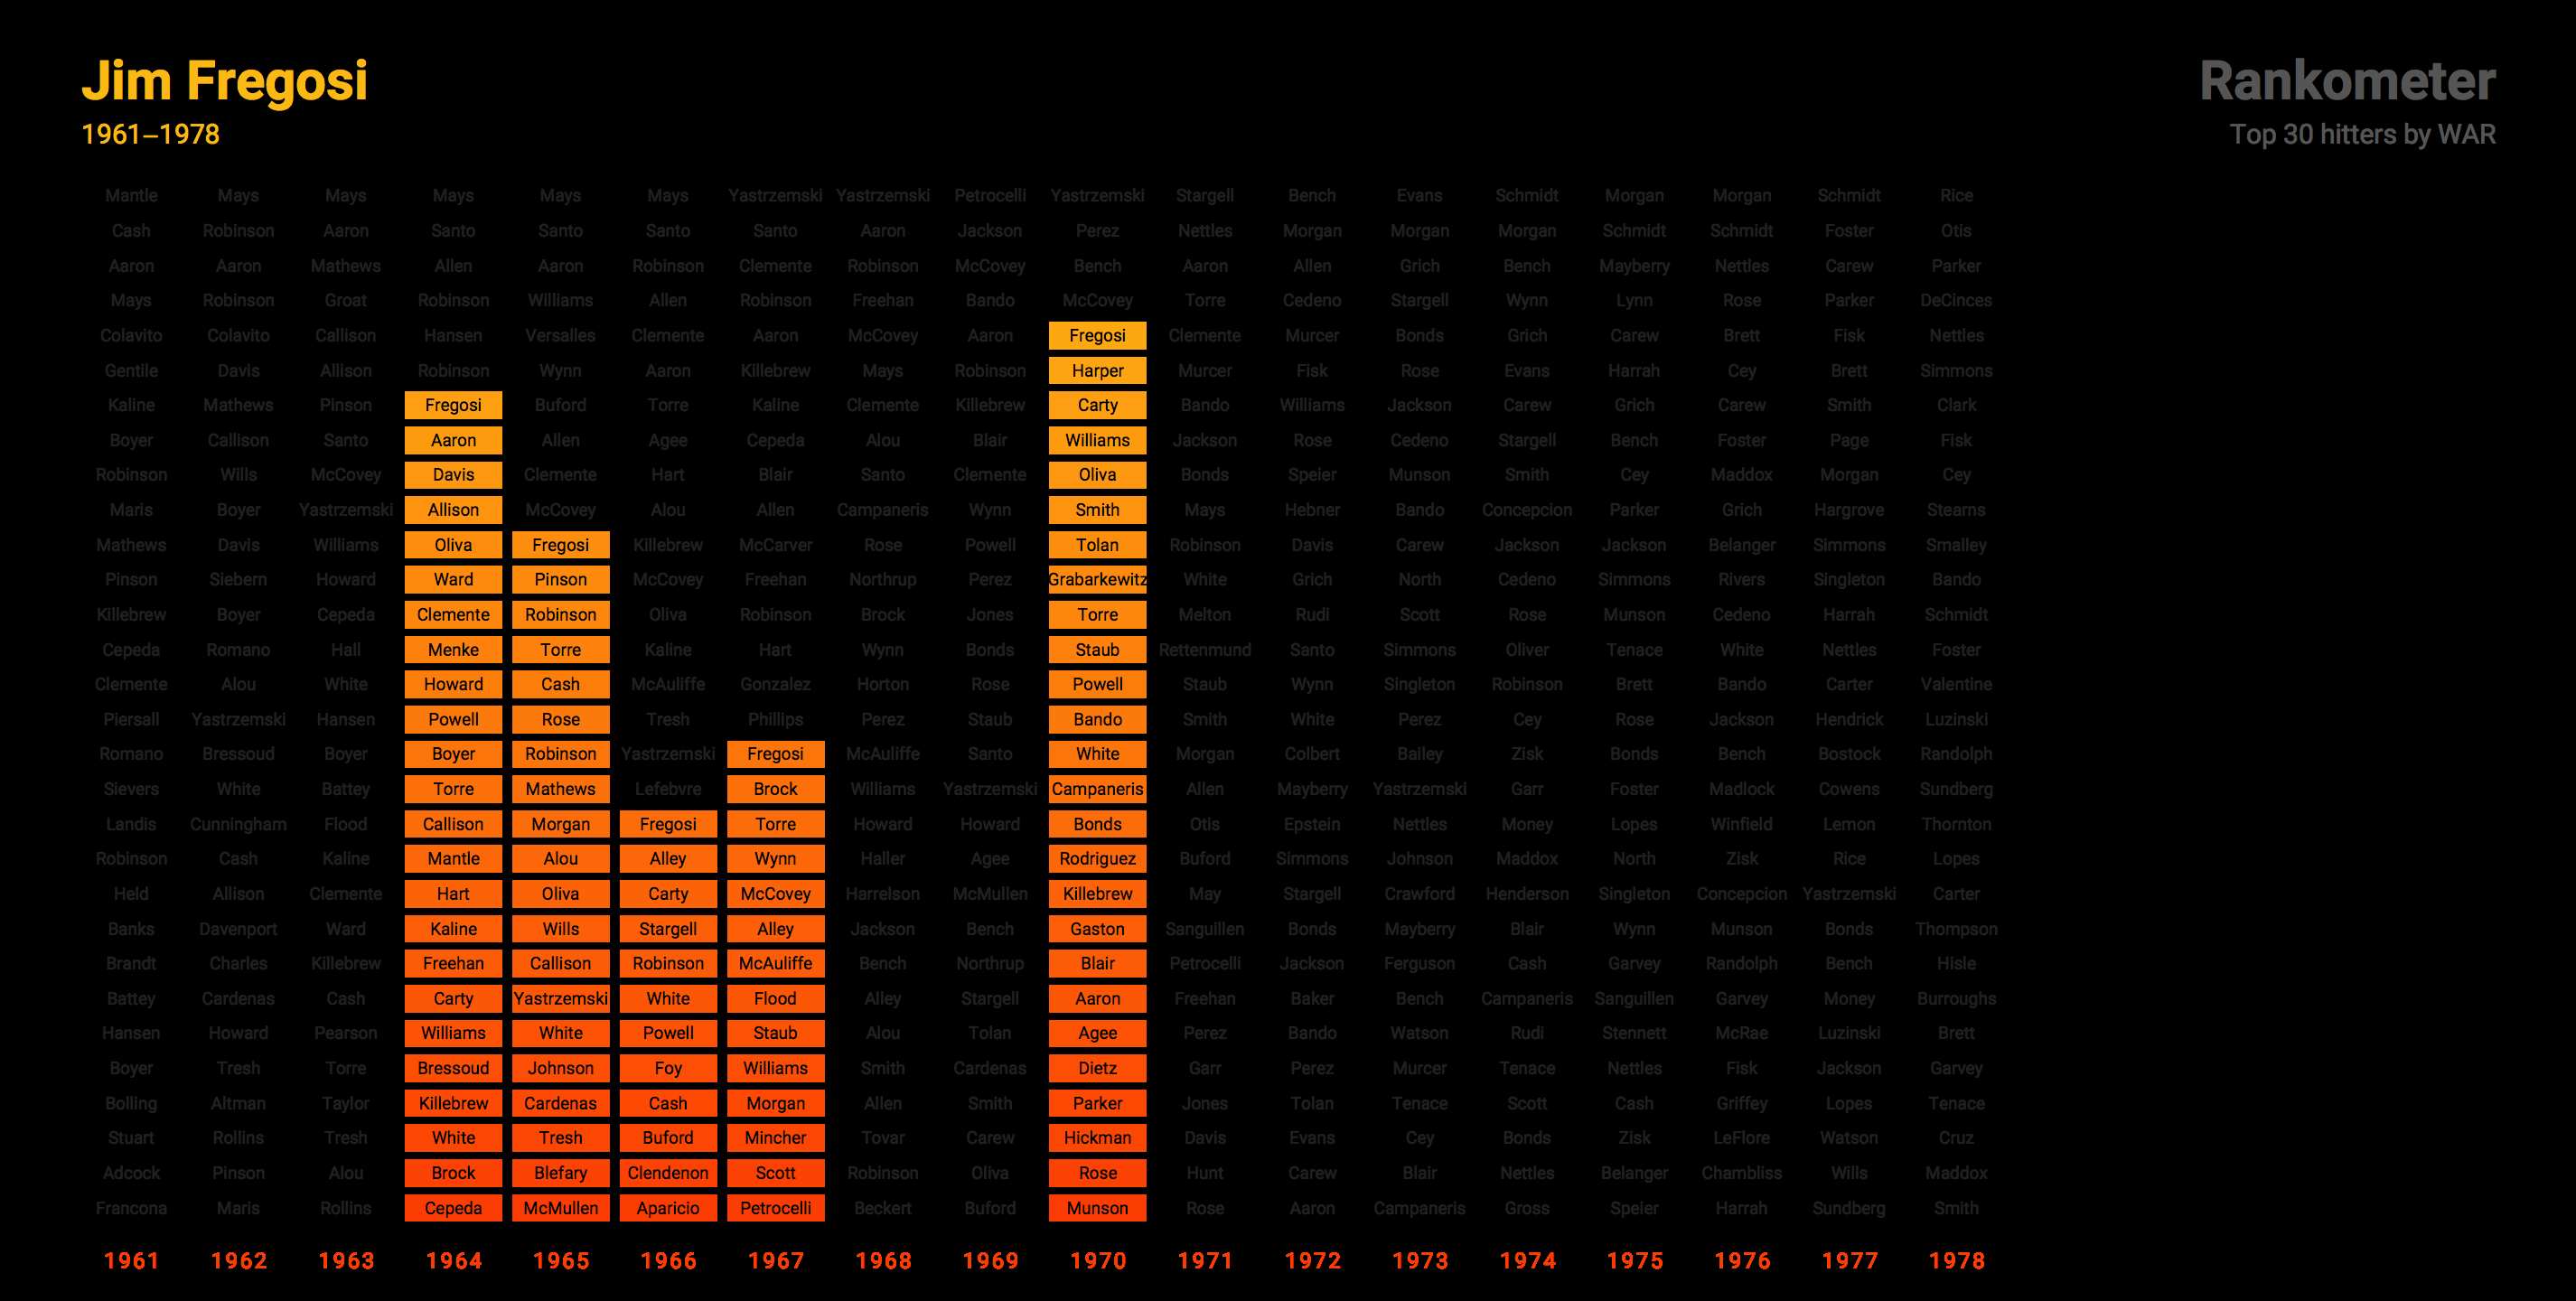 Jim Fregosi
1961–1978
Rankometer
Top 30 hitters by WAR
Mantle Mays Mays Mays Mays Mays Yastrzemski Yastrzemski Petrocelli Yastrzemski Stargell Bench Evans Schmidt Morgan Morgan Schmidt Rice
Cash Robinson Aaron Santo Santo Santo Santo Aaron Jackson Perez Nettles Morgan Morgan Morgan Schmidt Schmidt Foster Otis
Aaron Aaron Mathews Allen Aaron Robinson Clemente Robinson McCovey Bench Aaron Allen Grich Bench Mayberry Nettles Carew Parker
Mays Robinson Groat Robinson Williams Allen Robinson Freehan Bando McCovey Torre Cedeno Stargell Wynn Lynn Rose Parker DeCinces
Colavito Colavito Callison Hansen Versalles Clemente Aaron McCovey Aaron Fregosi Clemente Murcer Bonds Grich Carew Brett Fisk Nettles
Gentile Davis Allison Robinson Wynn Aaron Killebrew Mays Robinson Harper Murcer Fisk Rose Evans Harrah Cey Brett Simmons
Kaline Mathews Pinson Fregosi Buford Torre Kaline Clemente Killebrew Carty Bando Williams Jackson Carew Grich Carew Smith Clark
Boyer Callison Santo Aaron Allen Agee Cepeda Alou Blair Williams Jackson Rose Cedeno Stargell Bench Foster Page Fisk
Robinson Wills McCovey Davis Clemente Hart Blair Santo Clemente Oliva Bonds Speier Munson Smith Cey Maddox Morgan Cey
Maris Boyer Yastrzemski Allison McCovey Alou Allen Campaneris Wynn Smith Mays Hebner Bando Concepcion Parker Grich Hargrove Stearns
Mathews Davis Williams Oliva Fregosi Killebrew McCarver Rose Powell Tolan Robinson Davis Carew Jackson Jackson Belanger Simmons Smalley
Pinson Siebern Howard Ward Pinson McCovey Freehan Northrup Perez Grabarkewitz White Grich North Cedeno Simmons Rivers Singleton Bando
Killebrew Boyer Cepeda Clemente Robinson Oliva Robinson Brock Jones Torre Melton Rudi Scott Rose Munson Cedeno Harrah Schmidt
Cepeda Romano Hall Menke Torre Kaline Hart Wynn Bonds Staub Rettenmund Santo Simmons Oliver Tenace White Nettles Foster
Clemente Alou White Howard Cash McAuliffe Gonzalez Horton Rose Powell Staub Wynn Singleton Robinson Brett Bando Carter Valentine
Piersall Yastrzemski Hansen Powell Rose Tresh Phillips Perez Staub Bando Smith White Perez Cey Rose Jackson Hendrick Luzinski
Romano Bressoud Boyer Boyer Robinson Yastrzemski Fregosi McAuliffe Santo White Morgan Colbert Bailey Zisk Bonds Bench Bostock Randolph
Sievers White Battey Torre Mathews Lefebvre Brock Williams Yastrzemski Campaneris Allen Mayberry Yastrzemski Garr Foster Madlock Cowens Sundberg
Landis Cunningham Flood Callison Morgan Fregosi Torre Howard Howard Bonds Otis Epstein Nettles Money Lopes Winfield Lemon Thornton
Robinson Cash Kaline Mantle Alou Alley Wynn Haller Agee Rodriguez Buford Simmons Johnson Maddox North Zisk Rice Lopes
Held Allison Clemente Hart Oliva Carty McCovey Harrelson McMullen Killebrew May Stargell Crawford Henderson Singleton Concepcion Yastrzemski Carter
Banks Davenport Ward Kaline Wills Stargell Alley Jackson Bench Gaston Sanguillen Bonds Mayberry Blair Wynn Munson Bonds Thompson
Brandt Charles Killebrew Freehan Callison Robinson McAuliffe Bench Northrup Blair Petrocelli Jackson Ferguson Cash Garvey Randolph Bench Hisle
Battey Cardenas Cash Carty Yastrzemski White Flood Alley Stargell Aaron Freehan Baker Bench Campaneris Sanguillen Garvey Money Burroughs
Hansen Howard Pearson Williams White Powell Staub Alou Tolan Agee Perez Bando Watson Rudi Stennett McRae Luzinski Brett
Boyer Tresh Torre Bressoud Johnson Foy Williams Smith Cardenas Dietz Garr Perez Murcer Tenace Nettles Fisk Jackson Garvey
Bolling Altman Taylor Killebrew Cardenas Cash Morgan Allen Smith Parker Jones Tolan Tenace Scott Cash Griffey Lopes Tenace
Stuart Rollins Tresh White Tresh Buford Mincher Tovar Carew Hickman Davis Evans Cey Bonds Zisk LeFlore Watson Cruz
Adcock Pinson Alou Brock Blefary Clendenon Scott Robinson Oliva Rose Hunt Carew Blair Nettles Belanger Chambliss Wills Maddox
Francona Maris Rollins Cepeda McMullen Aparicio Petrocelli Beckert Buford Munson Rose Aaron Campaneris Gross Speier Harrah Sundberg Smith
1961 1962 1963 1964 1965 1966 1967 1968 1969 1970 1971 1972 1973 1974 1975 1976 1977 1978